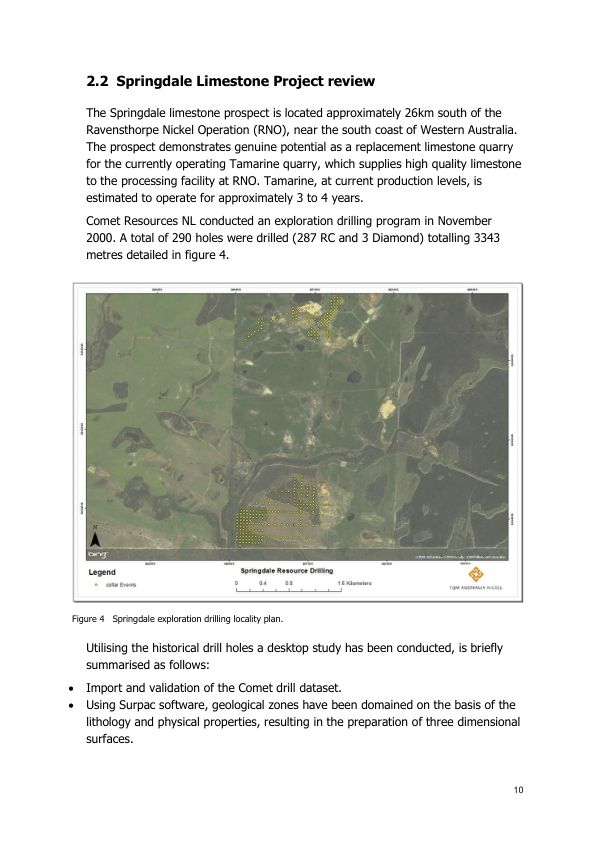 2.2 Springdale Limestone Project review
The Springdale limestone prospect is located approximately 26km south of the
Ravensthorpe Nickel Operation (RNO), near the south coast of Western Australia.
The prospect demonstrates genuine potential as a replacement limestone quarry
for the currently operating Tamarine quarry, which supplies high quality limestone
to the processing facility at RNO. Tamarine, at current production levels, is
estimated to operate for approximately 3 to 4 years.
Comet Resources NL conducted an exploration drilling program in November
2000. A total of 290 holes were drilled (287 RC and 3 Diamond) totalling 3343
metres detailed in figure 4.
N
bing
Legend
collar Events
Springdale Resource Drilling
0 0.4 0.8 1.6 Kilometers
FQM AUSTRALIA NICKEL
Figure 4 Springdale exploration drilling locality plan.
Utilising the historical drill holes a desktop study has been conducted, is briefly
summarised as follows:
• Import and validation of the Comet drill dataset.
• Using Surpac software, geological zones have been domained on the basis of the
lithology and physical properties, resulting in the preparation of three dimensional
surfaces.
10